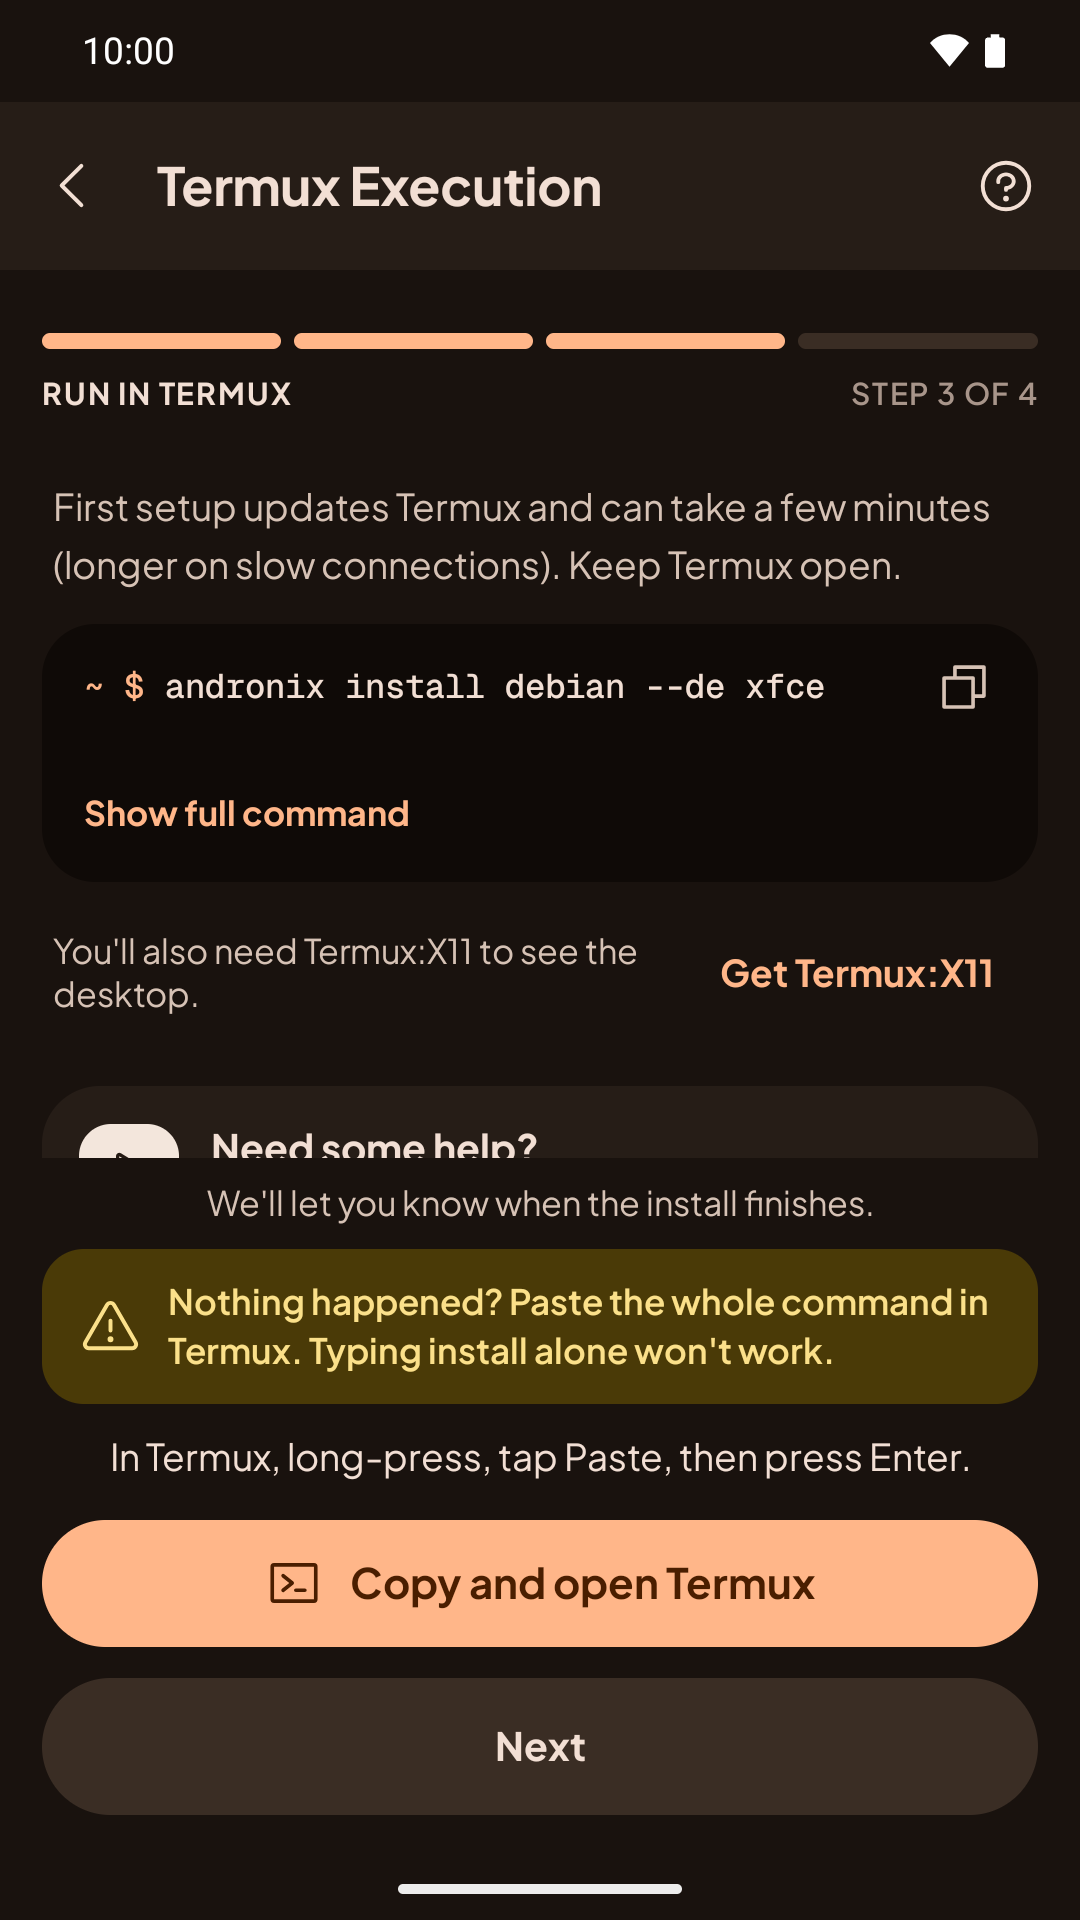 10:00
Termux Execution
RUN IN TERMUX
STEP 3 OF 4
First setup updates Termux and can take a few minutes
(longer on slow connections). Keep Termux open.
~ $ andronix install debian --de xfce
Show full command
You'll also need Termux:X11 to see the
desktop.
Get Termux:X11
Need some help?
We'll let you know when the install finishes.
Nothing happened? Paste the whole command in
Termux. Typing install alone won't work.
In Termux, long-press, tap Paste, then press Enter.
Copy and open Termux
Next